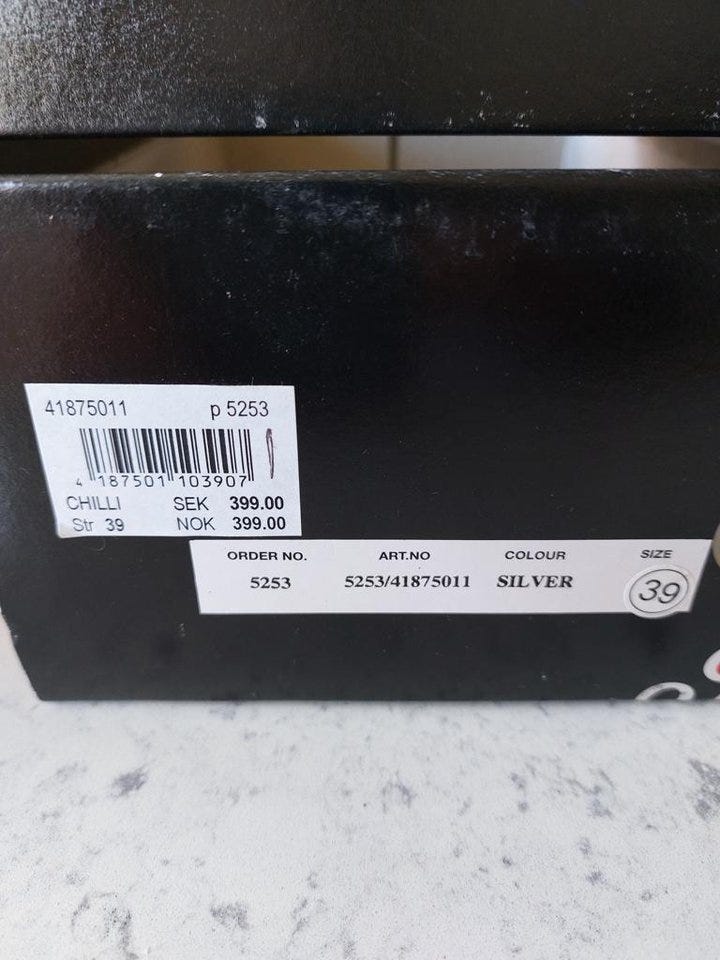 41875011 p 5253
4 187501 103907
CHILLI SEK 399.00
Str 39 NOK 399.00
ORDER NO. ART.NO COLOUR SIZE
5253 5253/41875011 SILVER 39